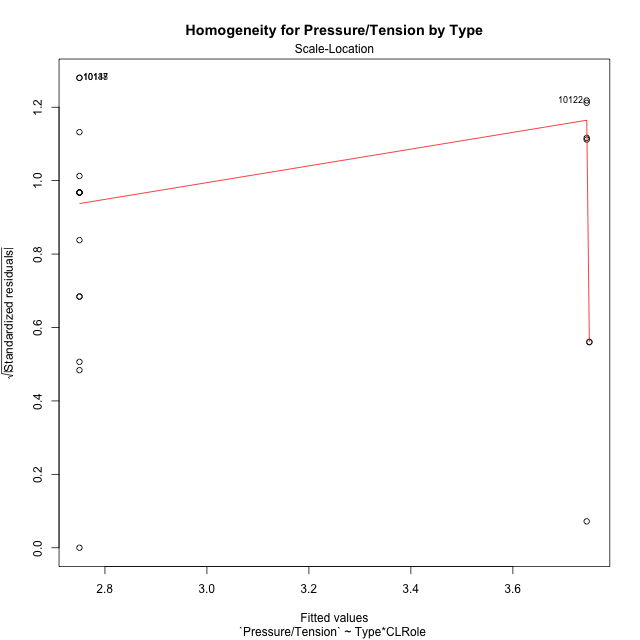 Homogeneity for Pressure/Tension by Type
Scale-Location
10122
1.2
1.0
0.8
0.6
0.4
0.2
0.0
√|Standardized residuals|
2.8 3.0 3.2 3.4 3.6
Fitted values
`Pressure/Tension` ~ Type*CLRole